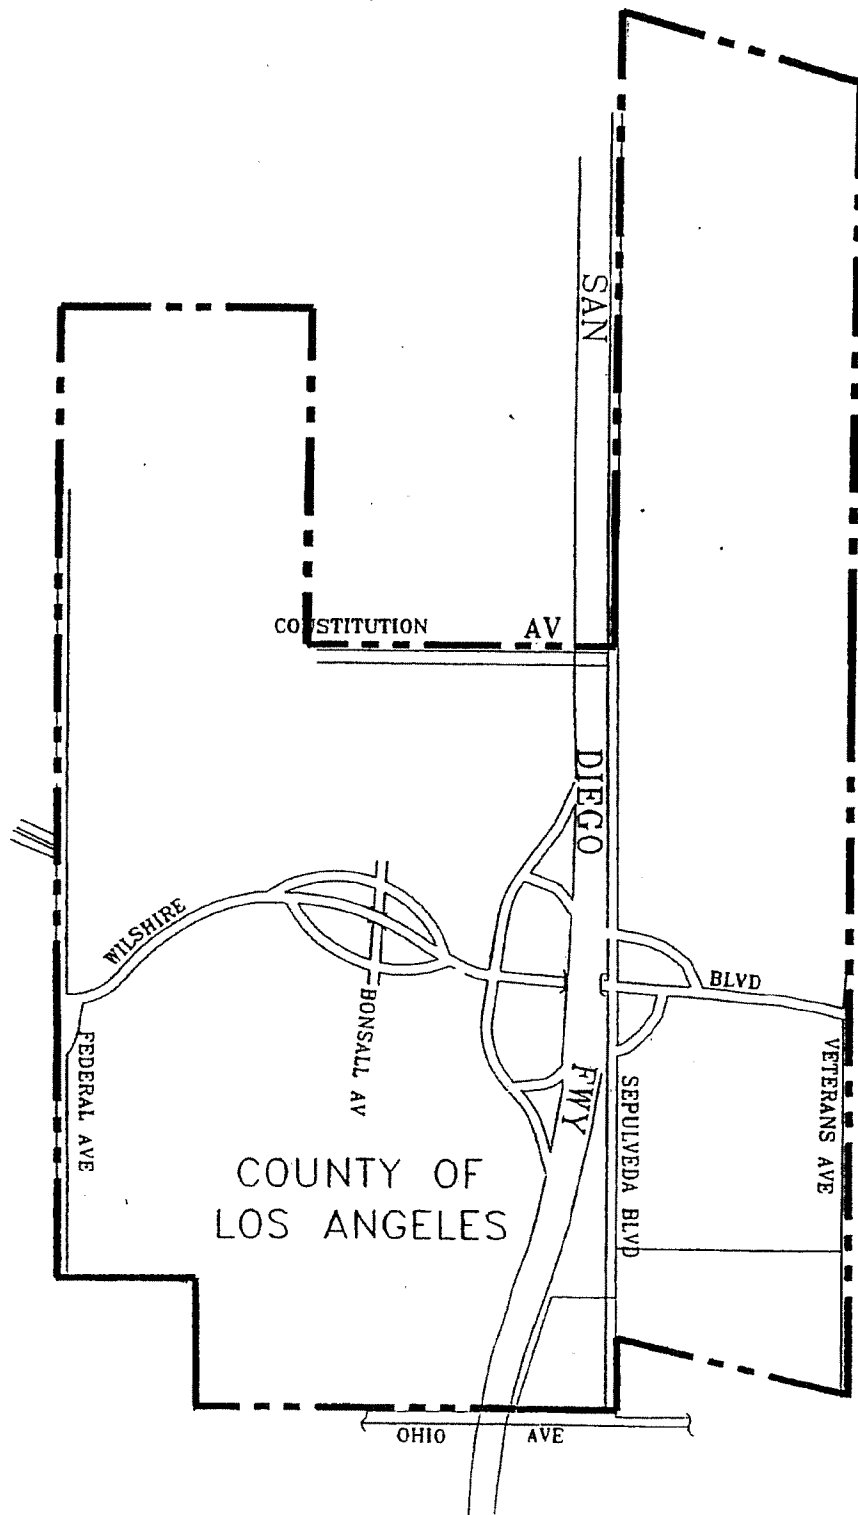 SAN
CONSTITUTION AV
DIEGO
WILSHIRE
BLVD
BONSALL AV
FEDERAL AVE
FWY
VETERANS AVE
SEPULVEDA BLVD
COUNTY OF
LOS ANGELES
OHIO AVE